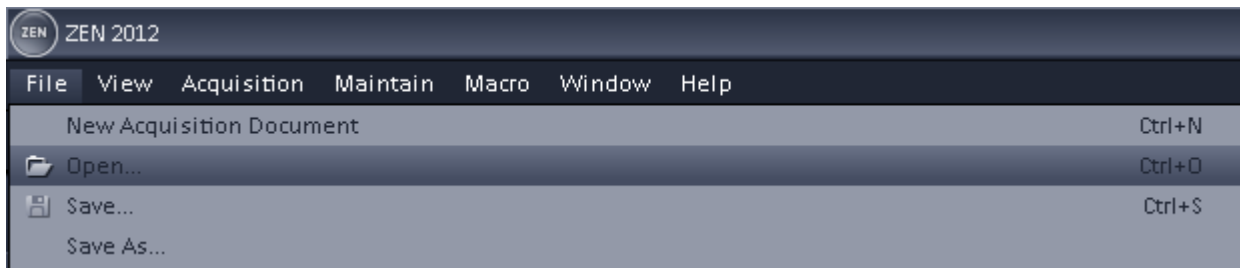 ZEN ZEN 2012
File View Acquisition Maintain Macro Window Help
New Acquisition Document Ctrl+N
Open... Ctrl+O
Save... Ctrl+S
Save As...